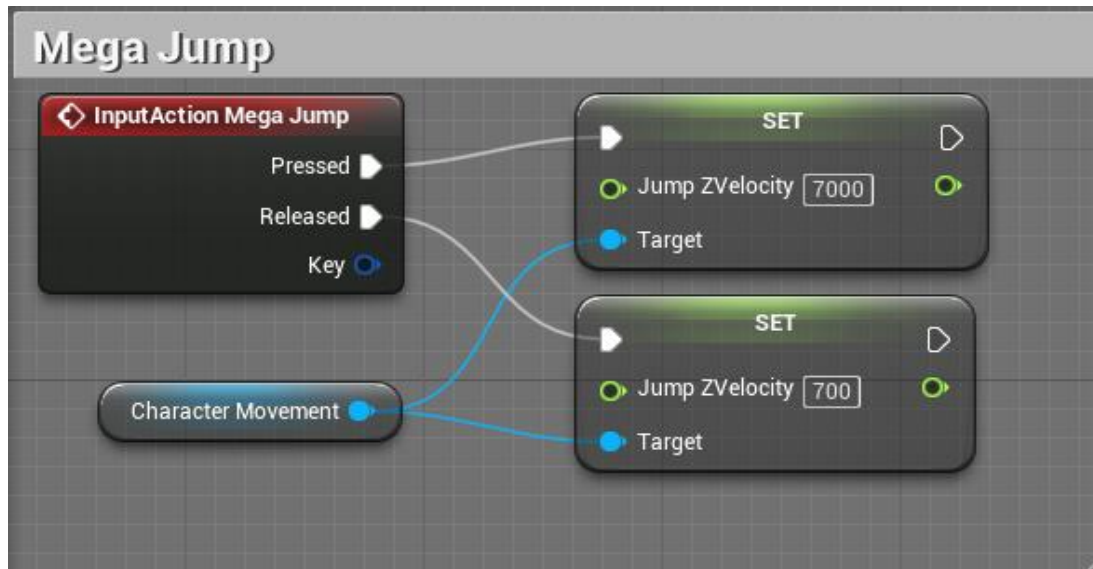 Mega Jump
InputAction Mega Jump
Pressed
Released
Key
Character Movement
SET
Jump ZVelocity 7000
Target
SET
Jump ZVelocity 700
Target